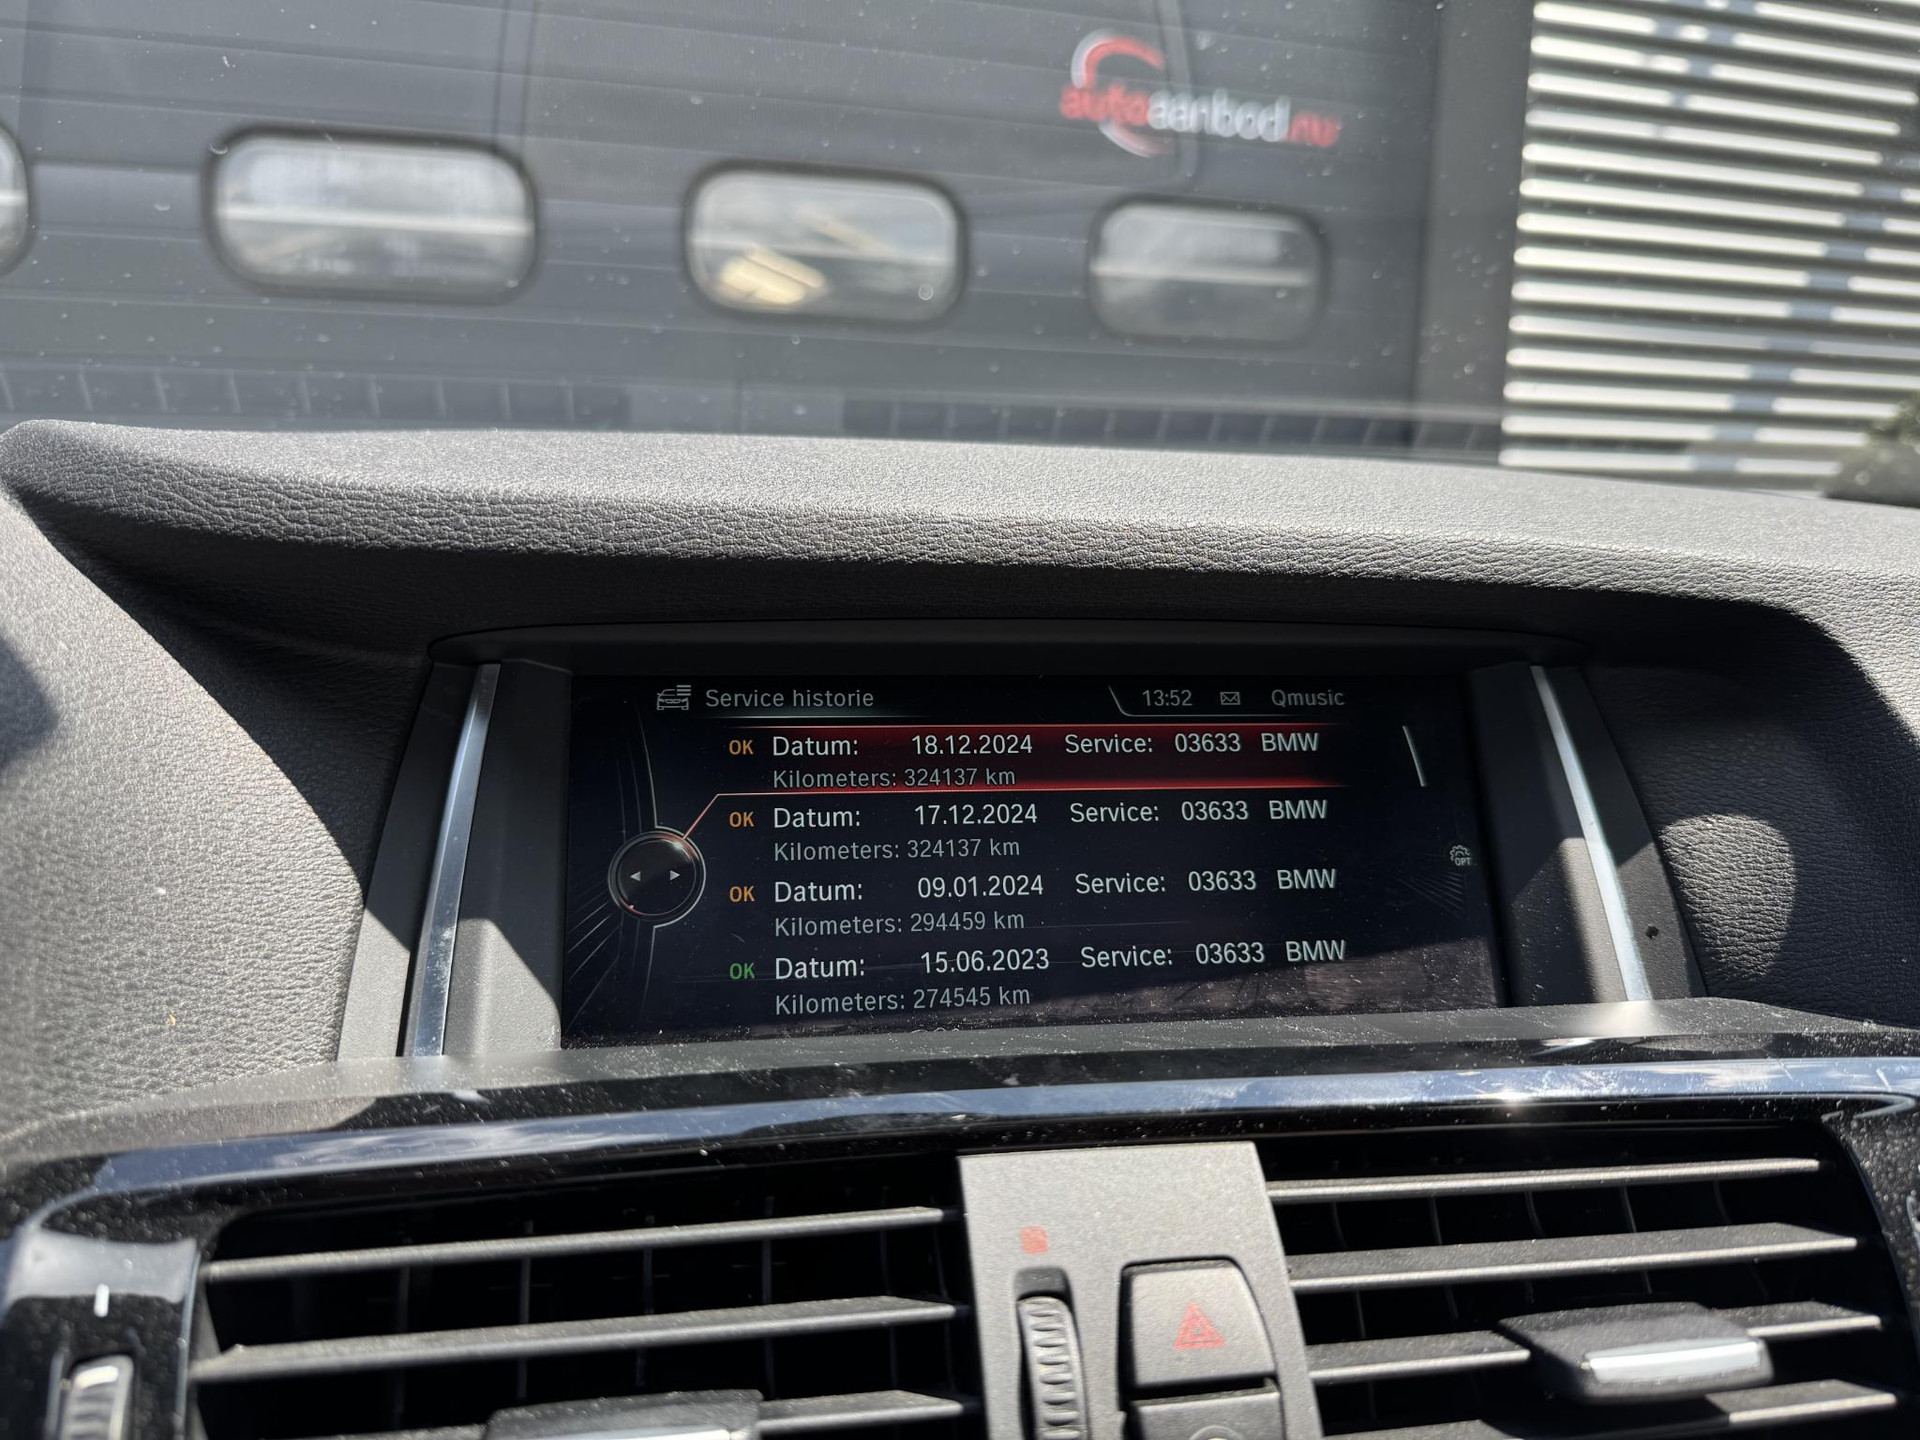 autoaanbod.nu
Service historie 13:52 Qmusic
OK Datum: 18.12.2024 Service: 03633 BMW
Kilometers: 324137 km
OK Datum: 17.12.2024 Service: 03633 BMW
Kilometers: 324137 km
OK Datum: 09.01.2024 Service: 03633 BMW
Kilometers: 294459 km
OPT
OK Datum: 15.06.2023 Service: 03633 BMW
Kilometers: 274545 km